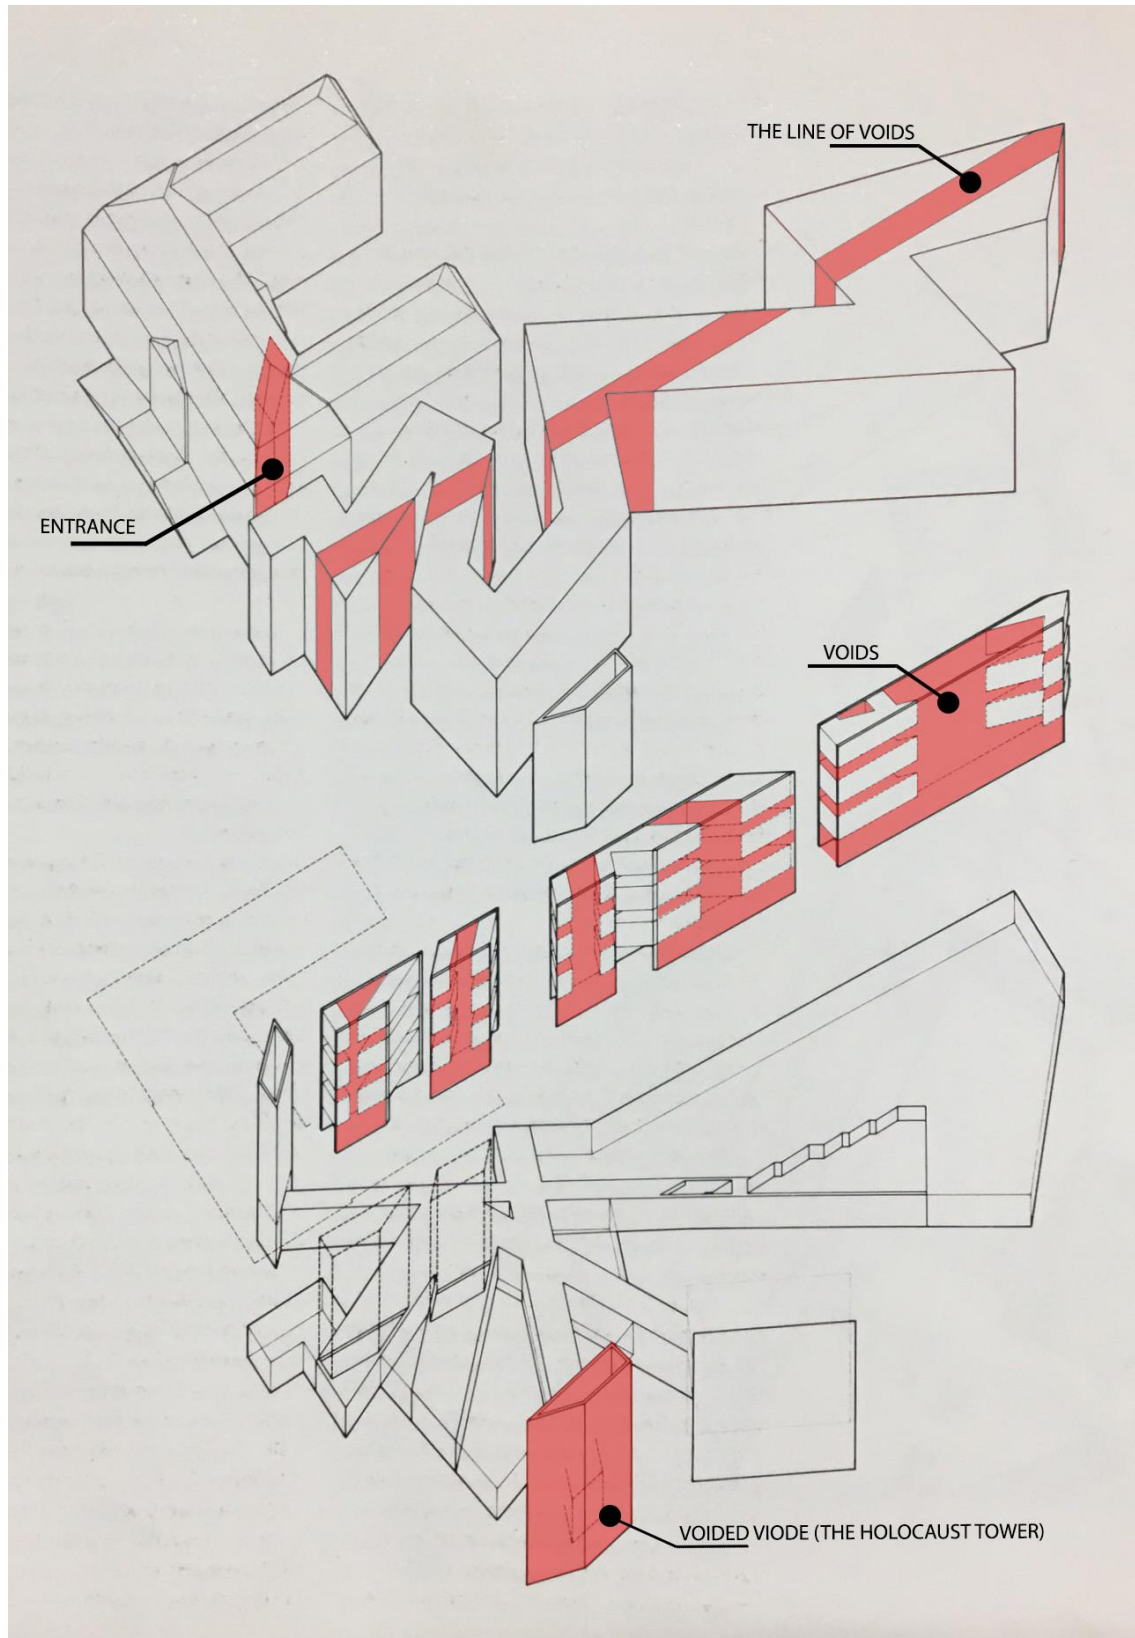 THE LINE OF VOIDS
ENTRANCE
VOIDS
VOIDED VIODE (THE HOLOCAUST TOWER)